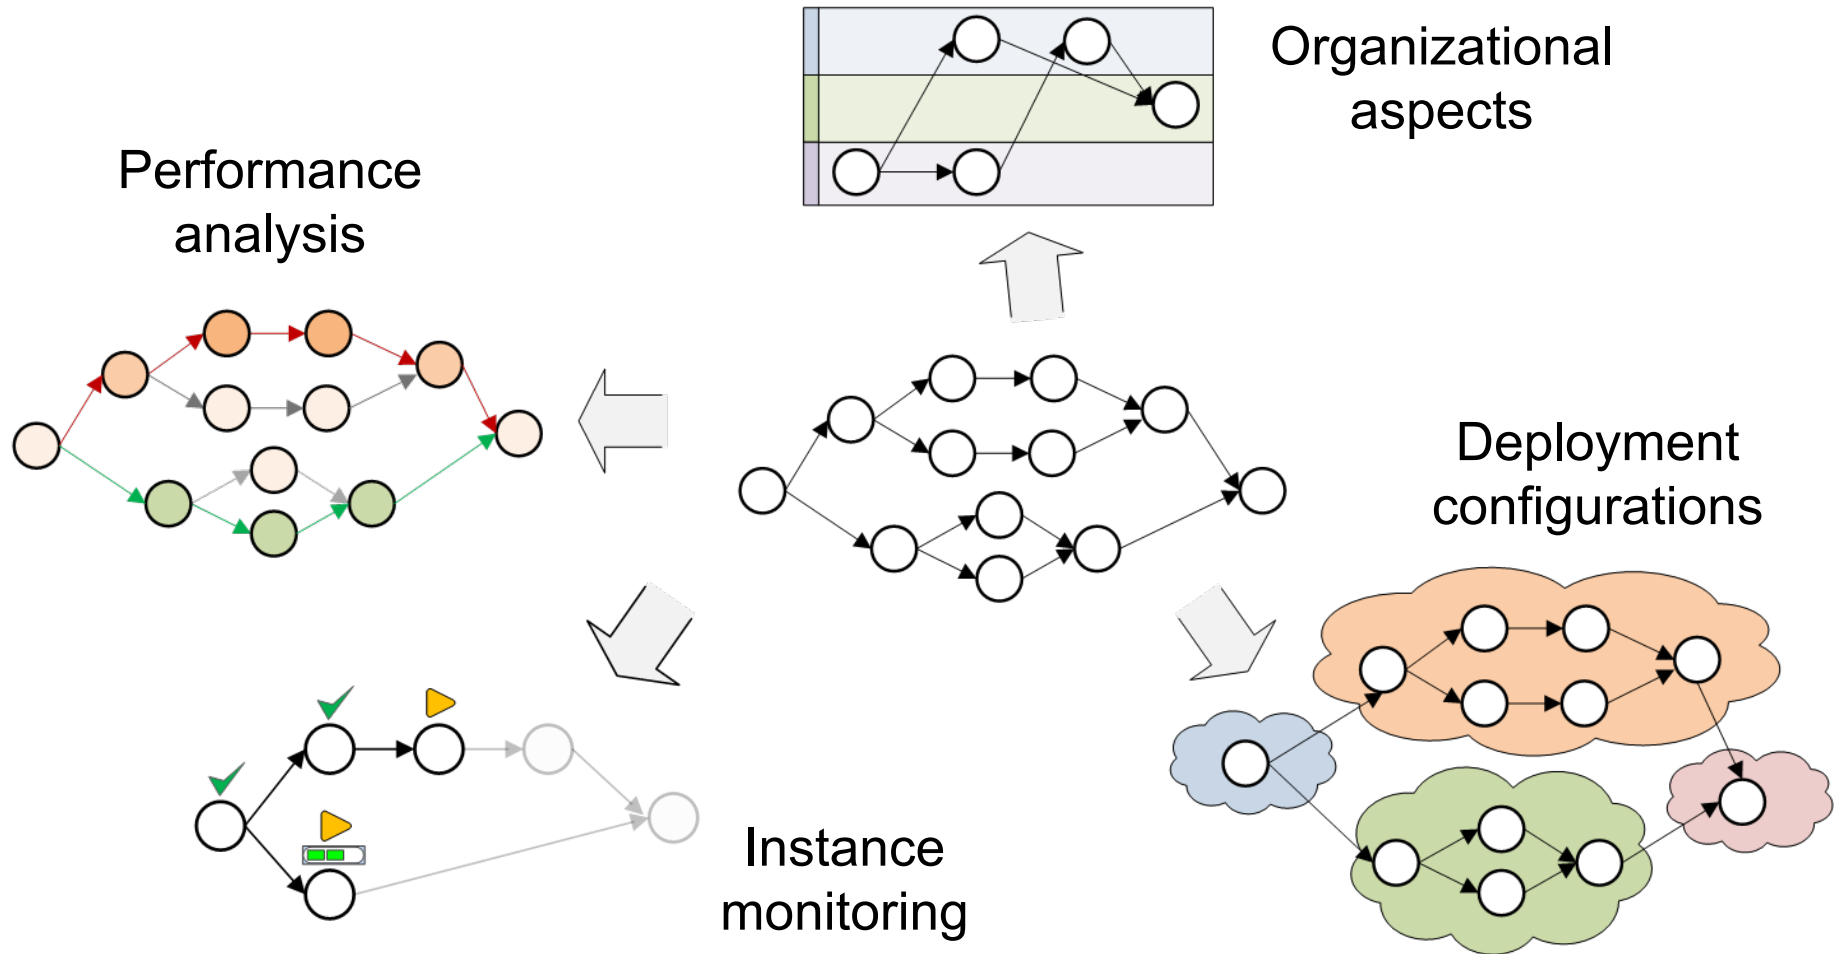 Organizational
aspects
Performance
analysis
Deployment
configurations
Instance
monitoring